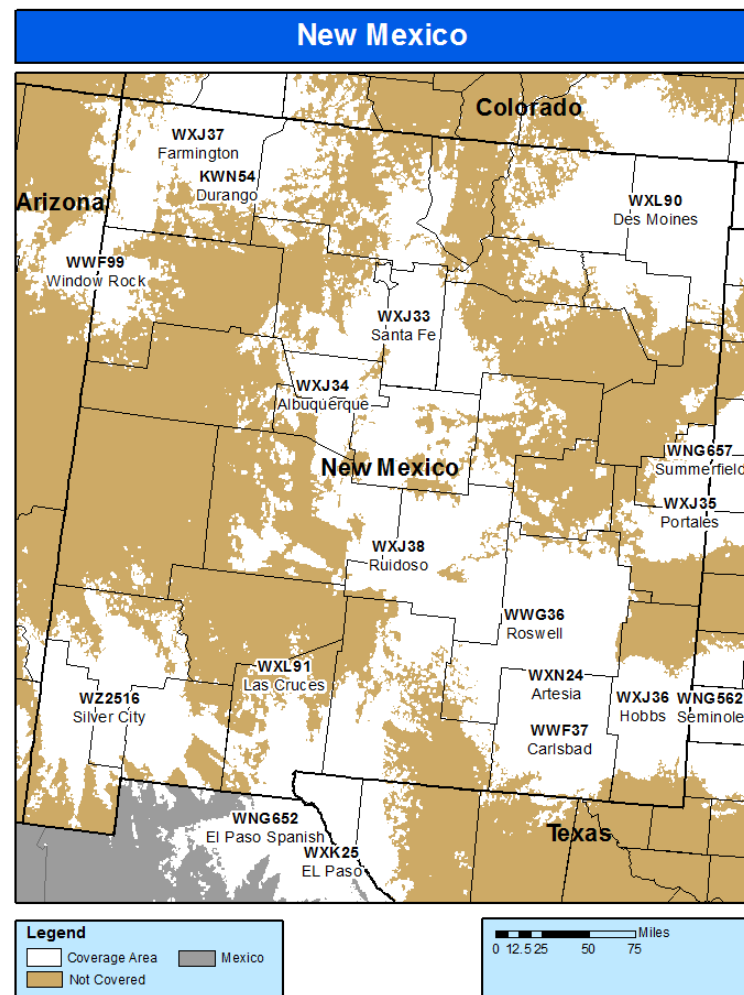 New Mexico
Colorado
WXJ37
Farmington
KWN54
Durango
Arizona
WXL90
Des Moines
WWF99
Window Rock
WXJ33
Santa Fe
WXJ34
Albuquerque
New Mexico
WNG657
Summerfield
WXJ35
Portales
WXJ38
Ruidoso
WWG36
Roswell
WXL91
Las Cruces
WXN24
Artesia
WZ2516
Silver City
WXJ36
Hobbs
WNG562
Seminole
WWF37
Carlsbad
WNG652
El Paso Spanish
WXK25
EL Paso
Texas
Legend
Coverage Area
Mexico
Not Covered
Miles
0 12.5 25 50 75